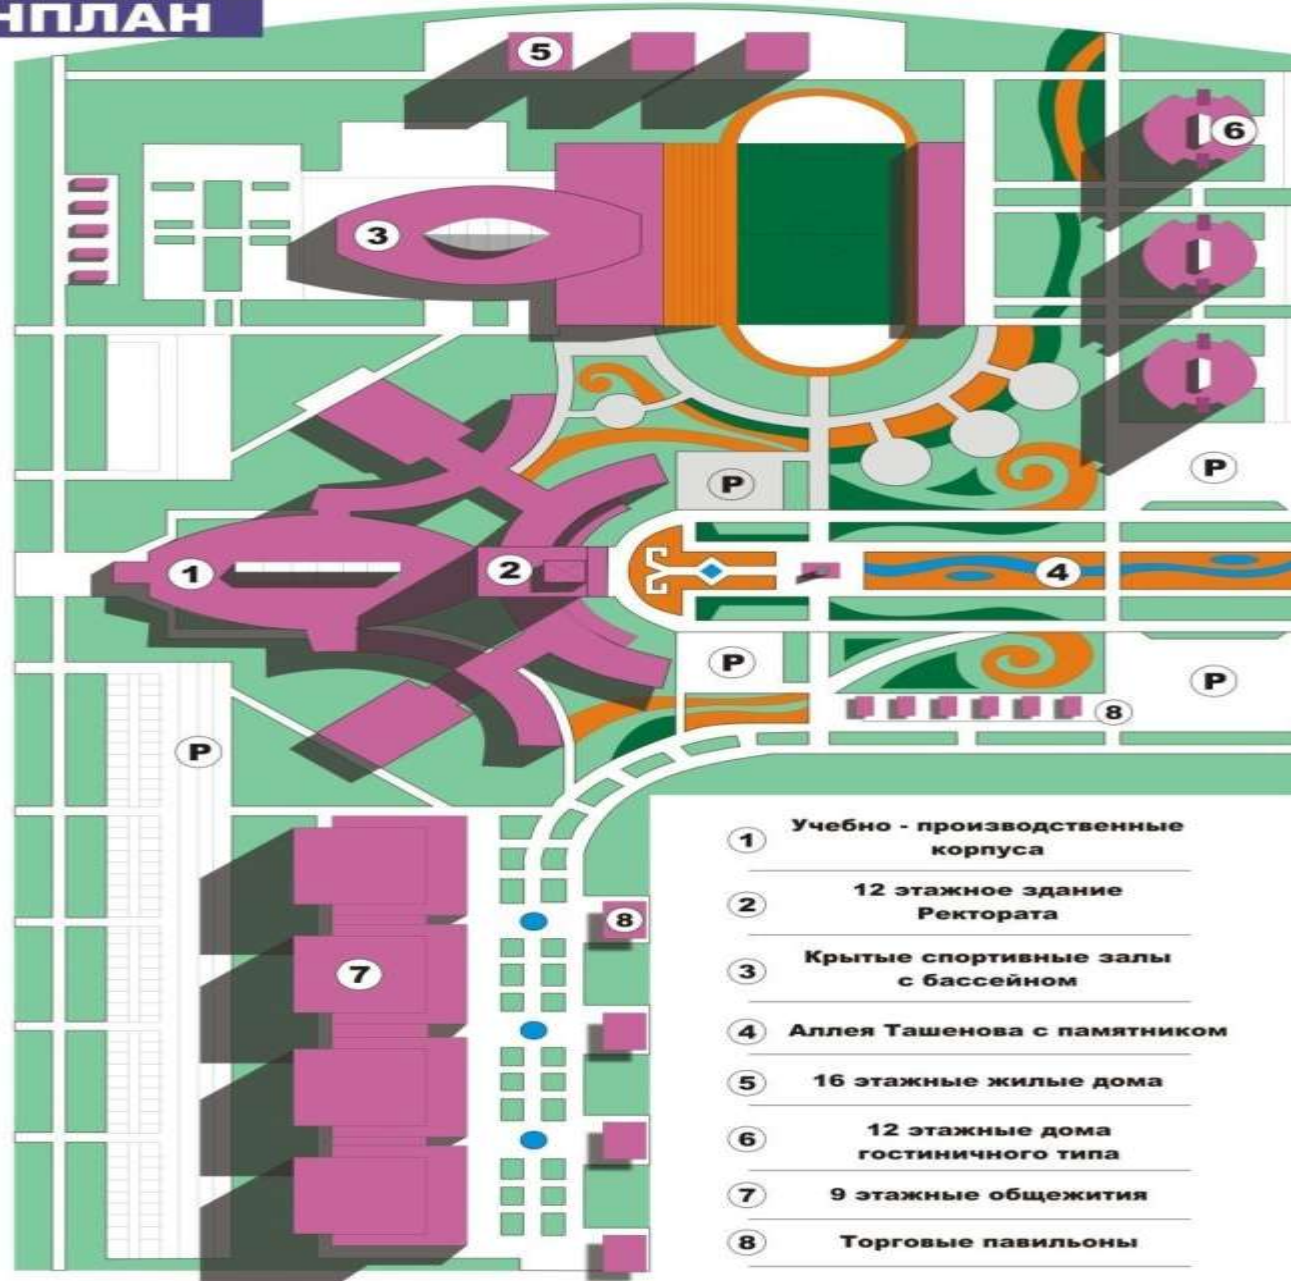 НПЛАН
5
6
3
P
P
1
2
4
P
P
8
P
8
7
1 Учебно - производственные
корпуса
2 12 этажное здание
Ректората
3 Крытые спортивные залы
с бассейном
4 Аллея Ташенова с памятником
5 16 этажные жилые дома
6 12 этажные дома
гостиничного типа
7 9 этажные общежития
8 Торговые павильоны